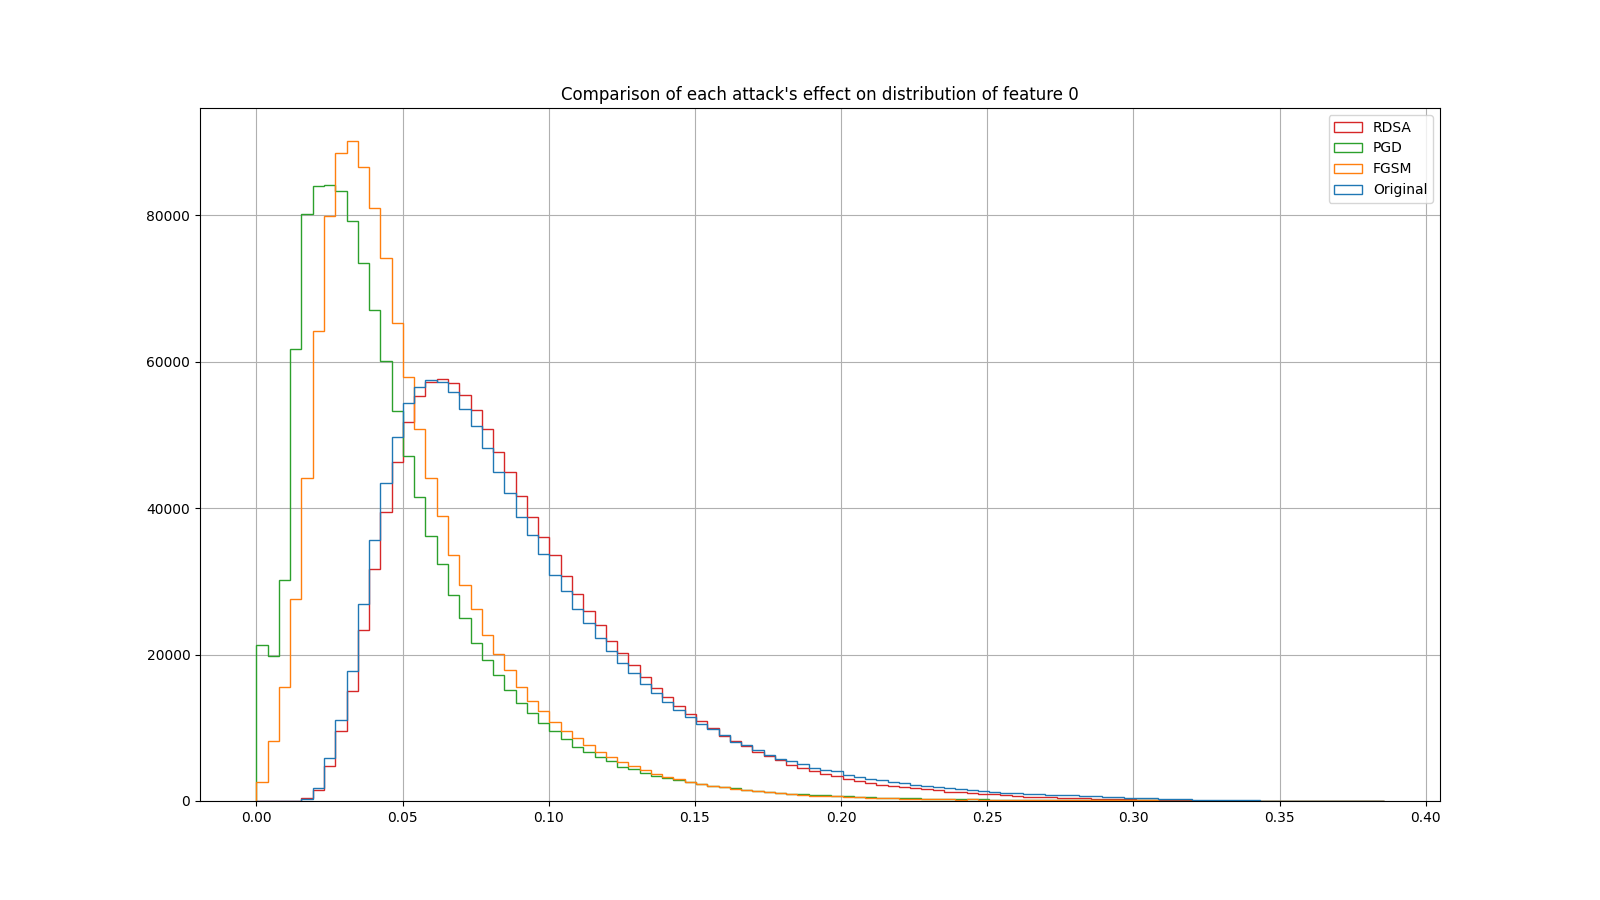 Comparison of each attack's effect on distribution of feature 0
RDSA
PGD
FGSM
Original
80000
60000
40000
20000
0
0.00 0.05 0.10 0.15 0.20 0.25 0.30 0.35 0.40